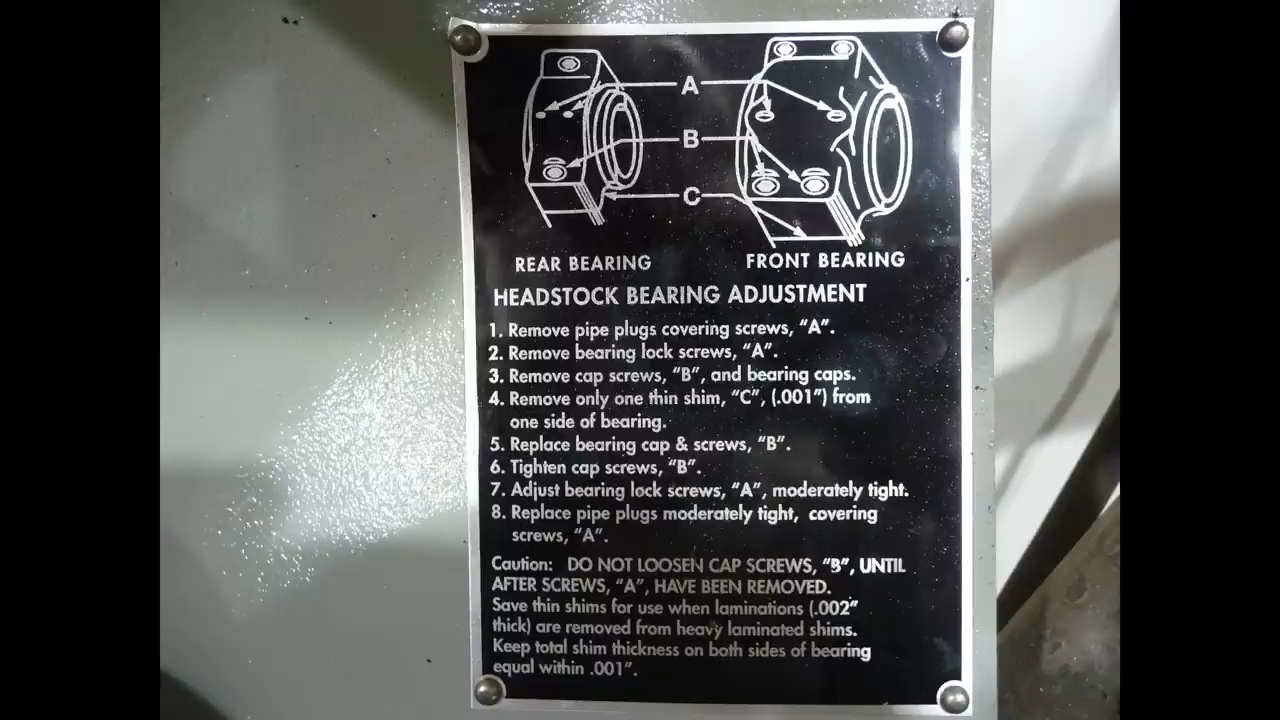 A
B
C
REAR BEARING
FRONT BEARING
HEADSTOCK BEARING ADJUSTMENT
1. Remove pipe plugs covering screws, “A”.
2. Remove bearing lock screws, “A”.
3. Remove cap screws, “B”, and bearing caps.
4. Remove only one thin shim, “C”, (.001”) from
one side of bearing.
5. Replace bearing cap & screws, “B”.
6. Tighten cap screws, “B”.
7. Adjust bearing lock screws, “A”, moderately tight.
8. Replace pipe plugs moderately tight, covering
screws, “A”.
Caution: DO NOT LOOSEN CAP SCREWS, “B”, UNTIL
AFTER SCREWS, “A”, HAVE BEEN REMOVED.
Save thin shims for use when laminations (.002”
thick) are removed from heavy laminated shims.
Keep total shim thickness on both sides of bearing
equal within .001”.